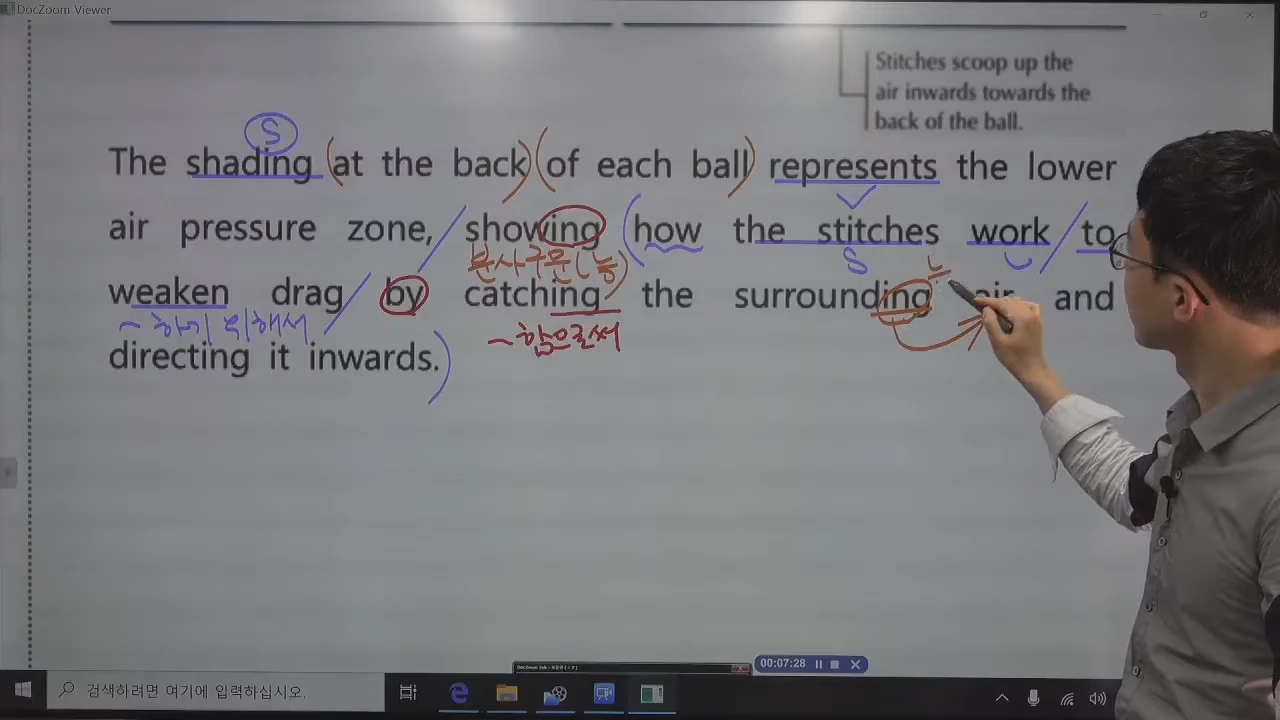 DocZoom Viewer
Stitches scoop up the
air inwards towards the
back of the ball.
S
The shading (at the back) (of each ball) represents the lower
air pressure zone, / showing (how the stitches work / to
분사구문(능) S
weaken drag / by catching the surrounding air and
~하기 위해서 ~함으로써
directing it inwards.)
00:07:28
검색하려면 여기에 입력하십시오.